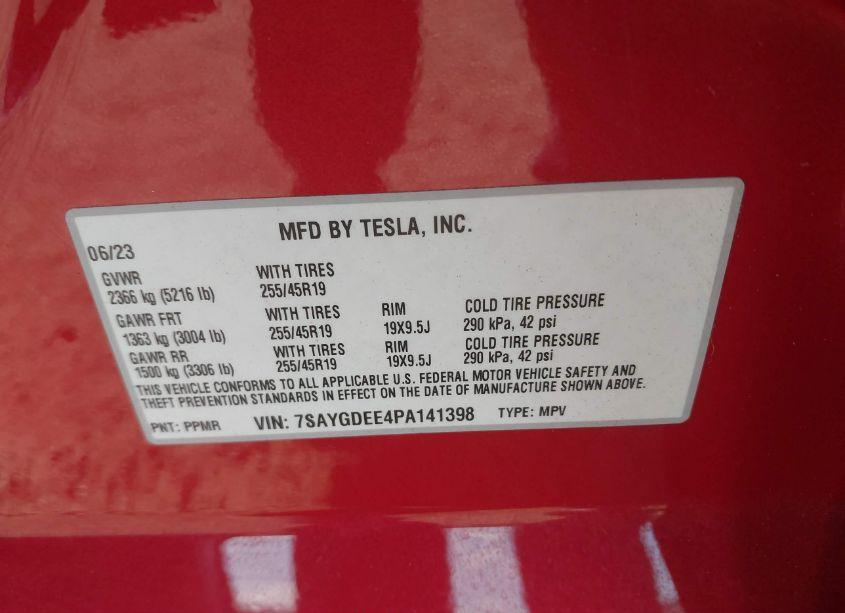 MFD BY TESLA, INC.
06/23
GVWR WITH TIRES
2366 kg (5216 lb) 255/45R19
GAWR FRT WITH TIRES RIM COLD TIRE PRESSURE
1363 kg (3004 lb) 255/45R19 19X9.5J 290 kPa, 42 psi
GAWR RR WITH TIRES RIM COLD TIRE PRESSURE
1500 kg (3306 lb) 255/45R19 19X9.5J 290 kPa, 42 psi
THIS VEHICLE CONFORMS TO ALL APPLICABLE U.S. FEDERAL MOTOR VEHICLE SAFETY AND
THEFT PREVENTION STANDARDS IN EFFECT ON THE DATE OF MANUFACTURE SHOWN ABOVE.
PNT: PPMR VIN: 7SAYGDEE4PA141398 TYPE: MPV